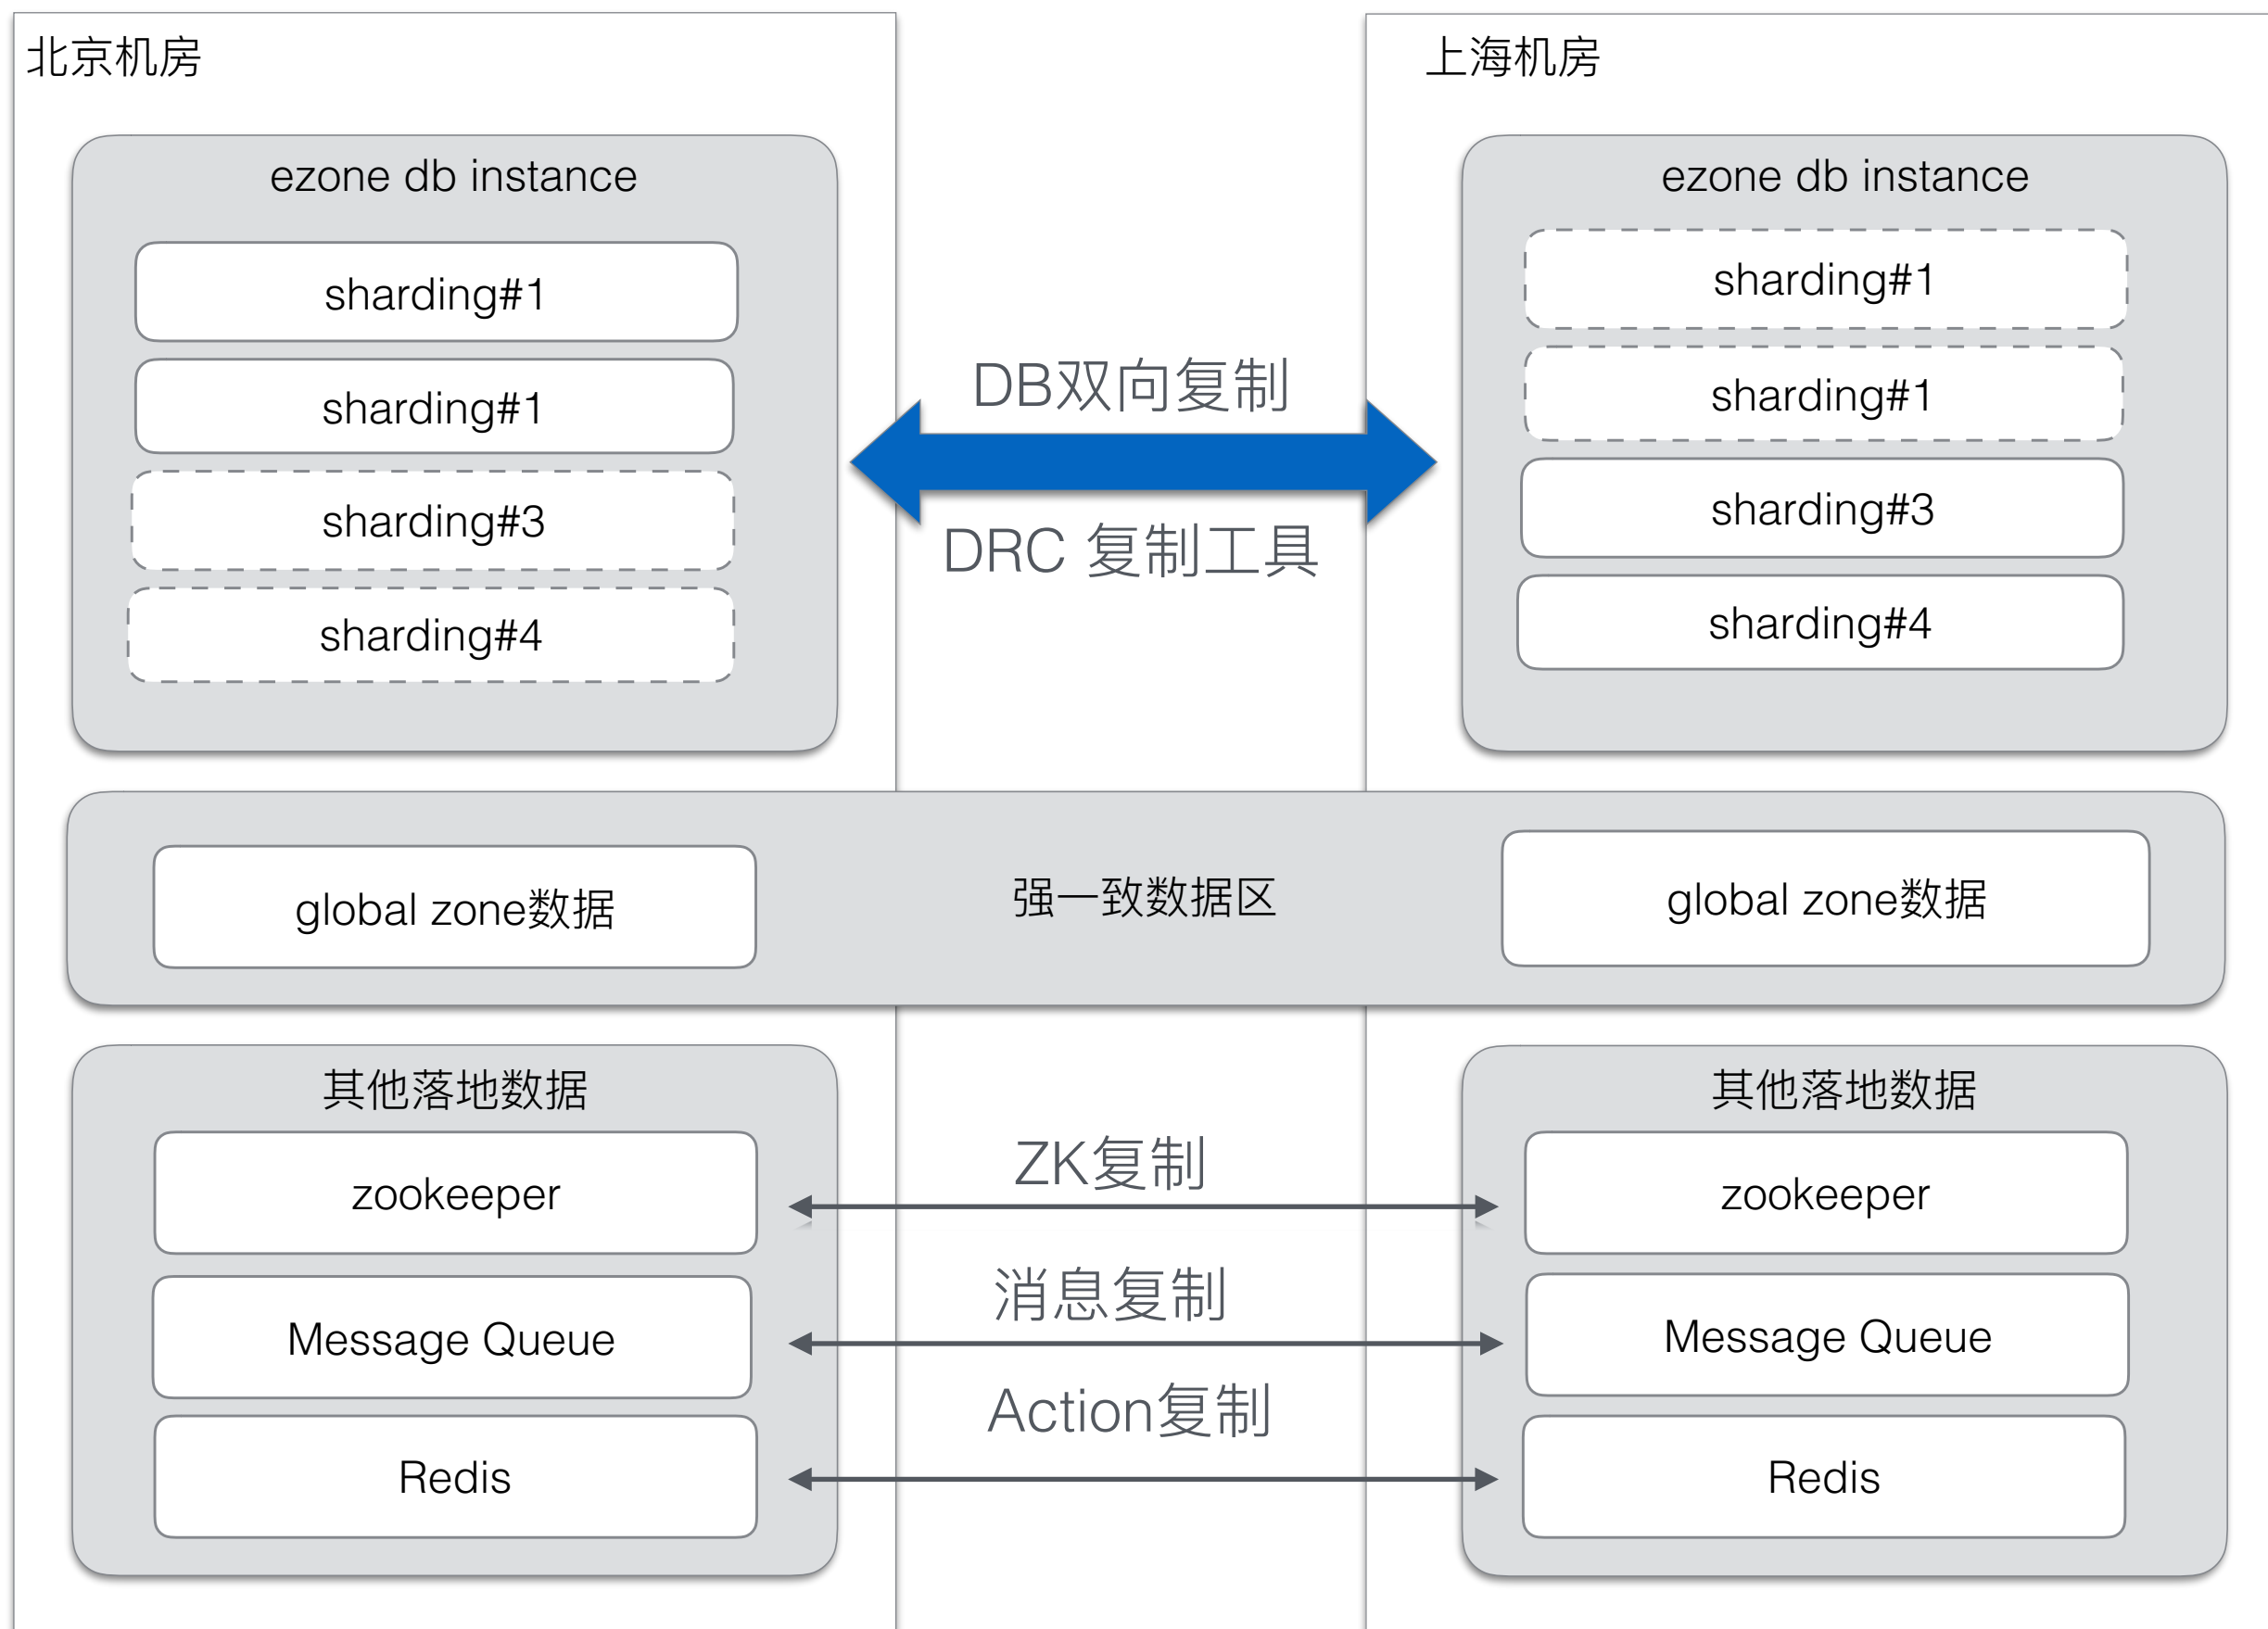 北京机房
ezone db instance
sharding#1
sharding#1
sharding#3
sharding#4
DB双向复制
DRC 复制工具
上海机房
ezone db instance
sharding#1
sharding#1
sharding#3
sharding#4
global zone数据
强一致数据区
global zone数据
其他落地数据
zookeeper
Message Queue
Redis
ZK复制
消息复制
Action复制
其他落地数据
zookeeper
Message Queue
Redis